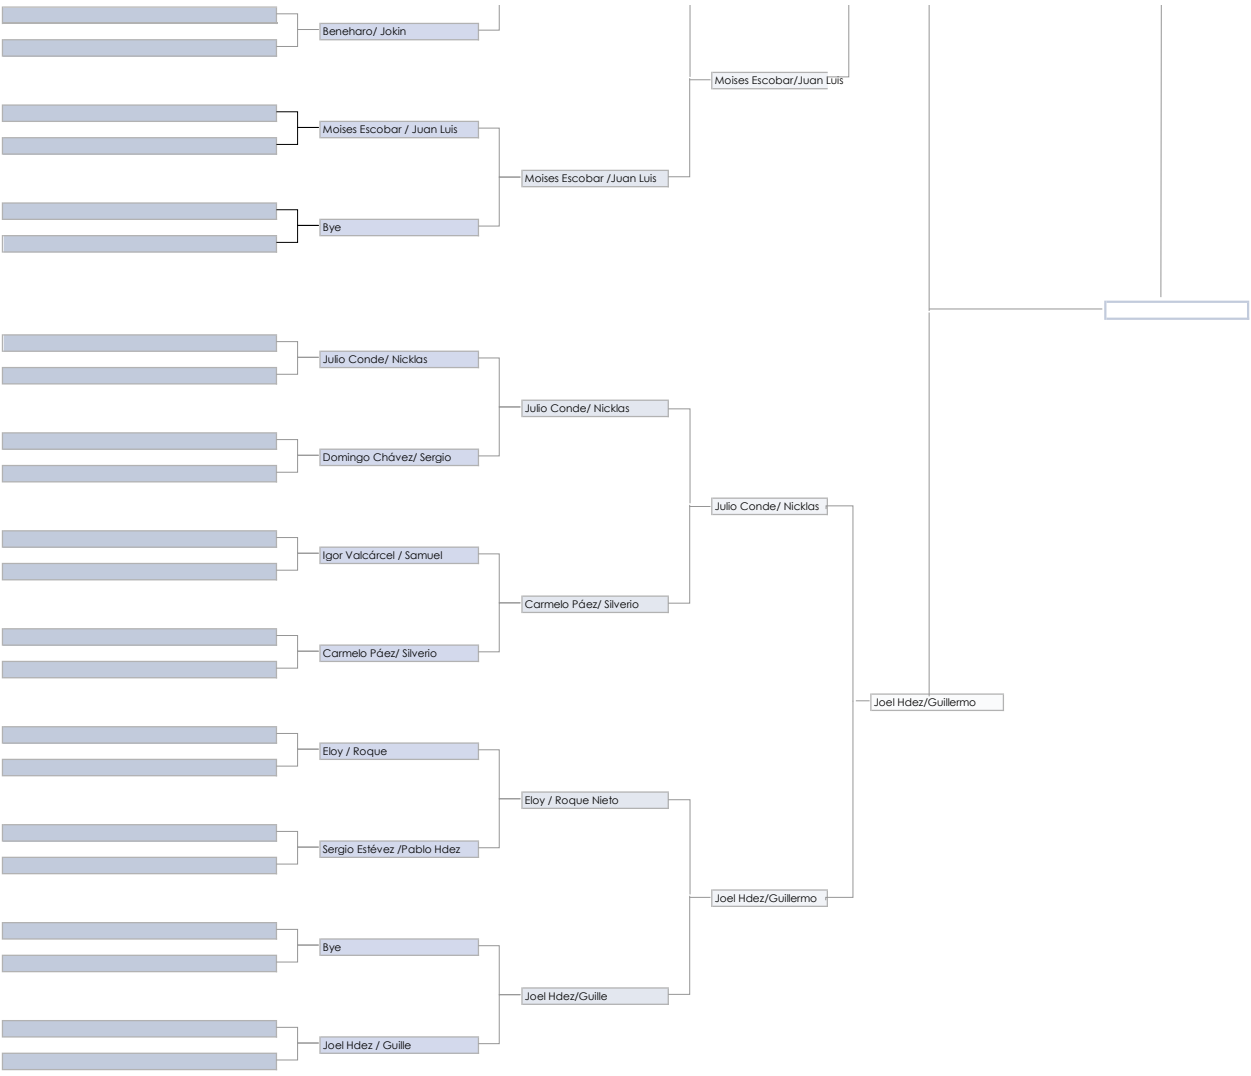 Beneharo/ Jokin
Moises Escobar/Juan Luis
Moises Escobar / Juan Luis
Moises Escobar /Juan Luis
Bye
Julio Conde/ Nicklas
Julio Conde/ Nicklas
Domingo Chávez/ Sergio
Julio Conde/ Nicklas
Igor Valcárcel / Samuel
Carmelo Páez/ Silverio
Carmelo Páez/ Silverio
Joel Hdez/Guillermo
Eloy / Roque
Eloy / Roque Nieto
Sergio Estévez /Pablo Hdez
Joel Hdez/Guillermo
Bye
Joel Hdez/Guille
Joel Hdez / Guille